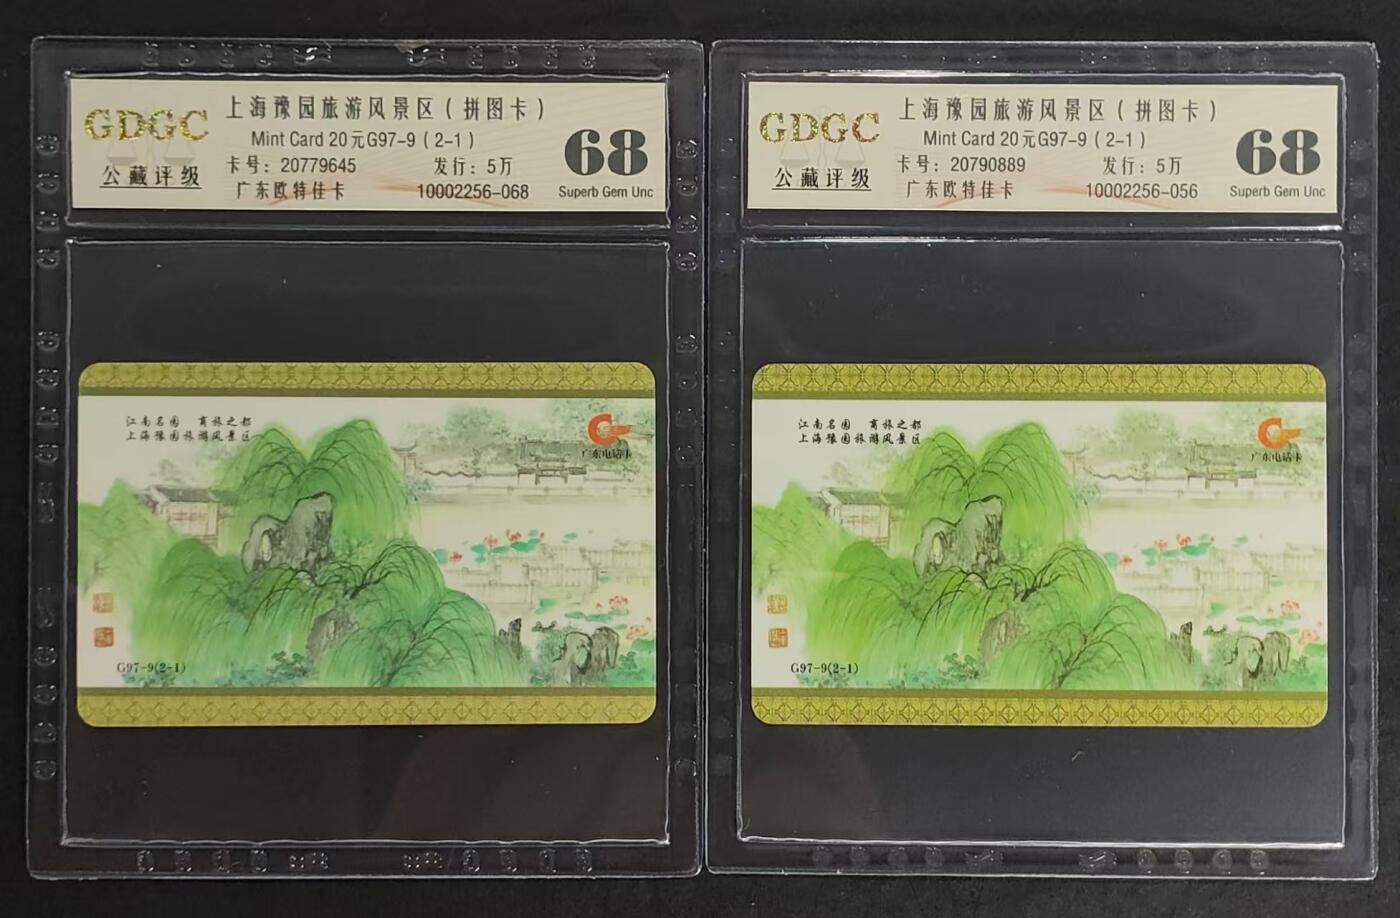 GDGC
公藏评级
上海豫园旅游风景区(拼图卡)
Mint Card 20元G97-9(2-1)
卡号: 20779645 发行: 5万
广东欧特佳卡 10002256-068
68
Superb Gem Unc
江南名园 商旅之都
上海豫园旅游风景区
广东电话卡
G97-9(2-1)
GDGC
公藏评级
上海豫园旅游风景区(拼图卡)
Mint Card 20元G97-9(2-1)
卡号: 20790889 发行: 5万
广东欧特佳卡 10002256-056
68
Superb Gem Unc
江南名园 商旅之都
上海豫园旅游风景区
广东电话卡
G97-9(2-1)